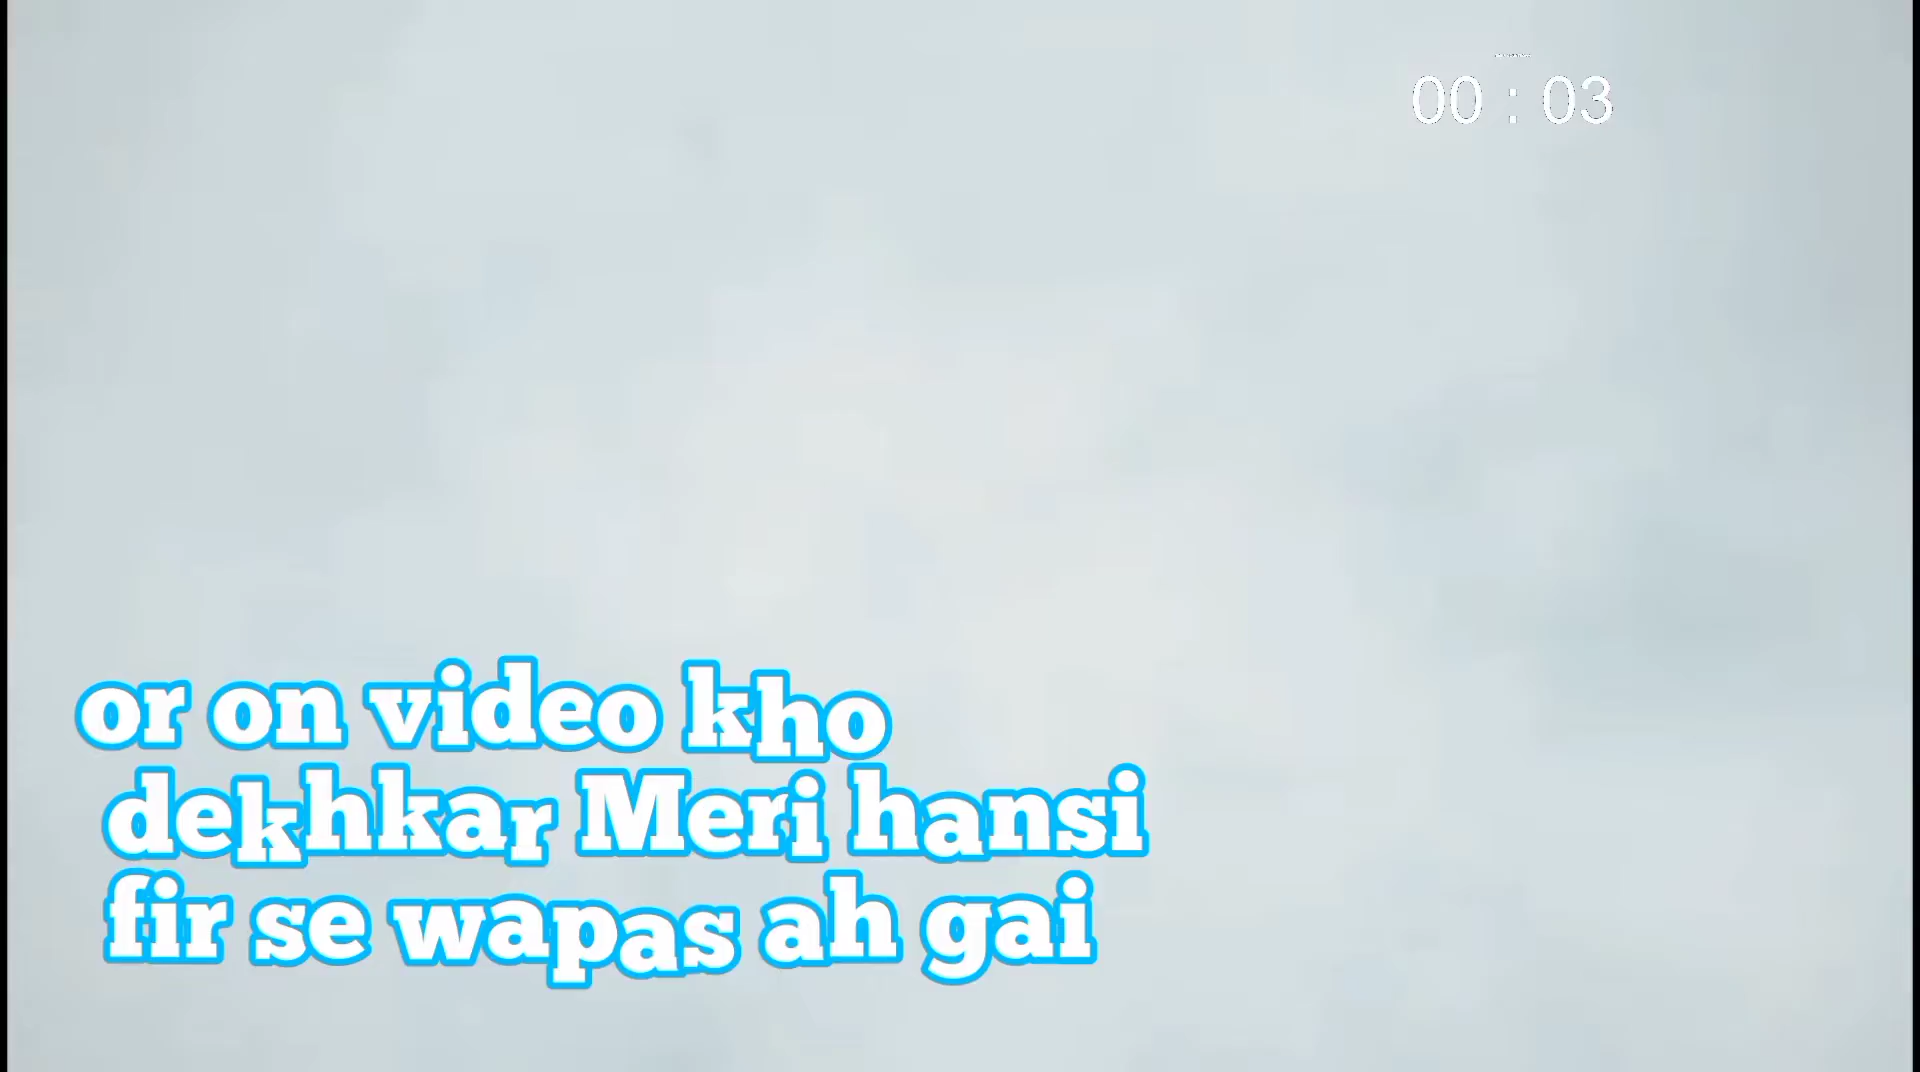 00 : 03
or on video kho
dekhkar Meri hansi
fir se wapas ah gai